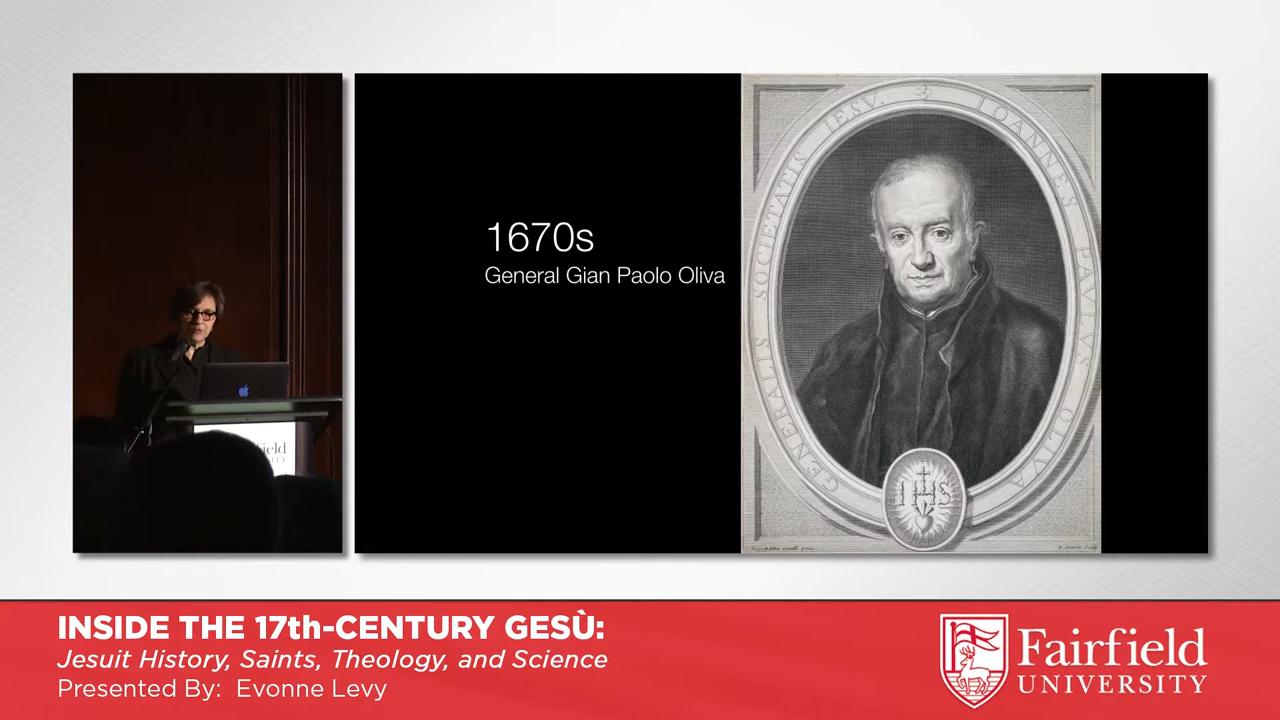 1670s
General Gian Paolo Oliva
GENERALIS SOCIETATIS IESV. IOANNES PAVLVS OLIVA
IHS
INSIDE THE 17th-CENTURY GESÙ:
Jesuit History, Saints, Theology, and Science
Presented By: Evonne Levy
Fairfield
UNIVERSITY